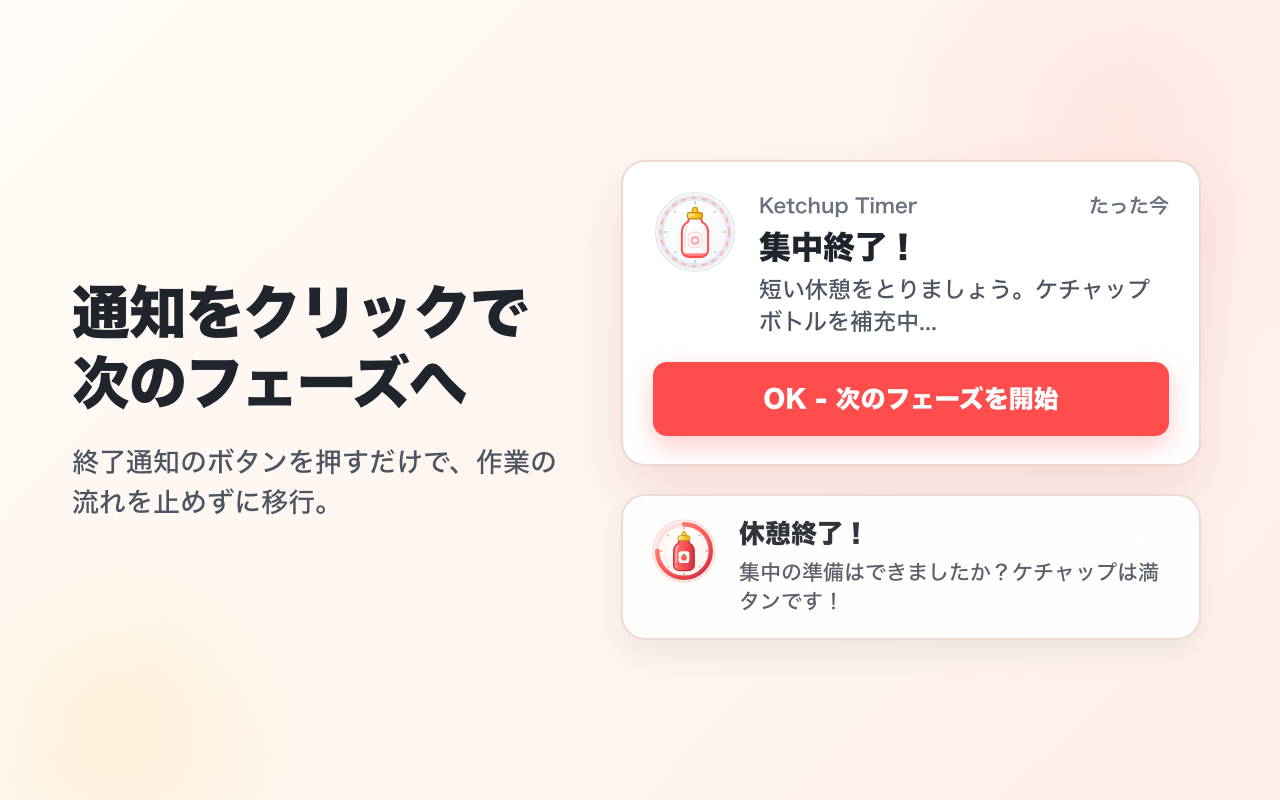 通知をクリックで
次のフェーズへ
終了通知のボタンを押すだけで、作業の
流れを止めずに移行。
Ketchup Timer
たった今
集中終了！
短い休憩をとりましょう。ケチャップ
ボトルを補充中...
OK - 次のフェーズを開始
休憩終了！
集中の準備はできましたか？ケチャップは満
タンです！